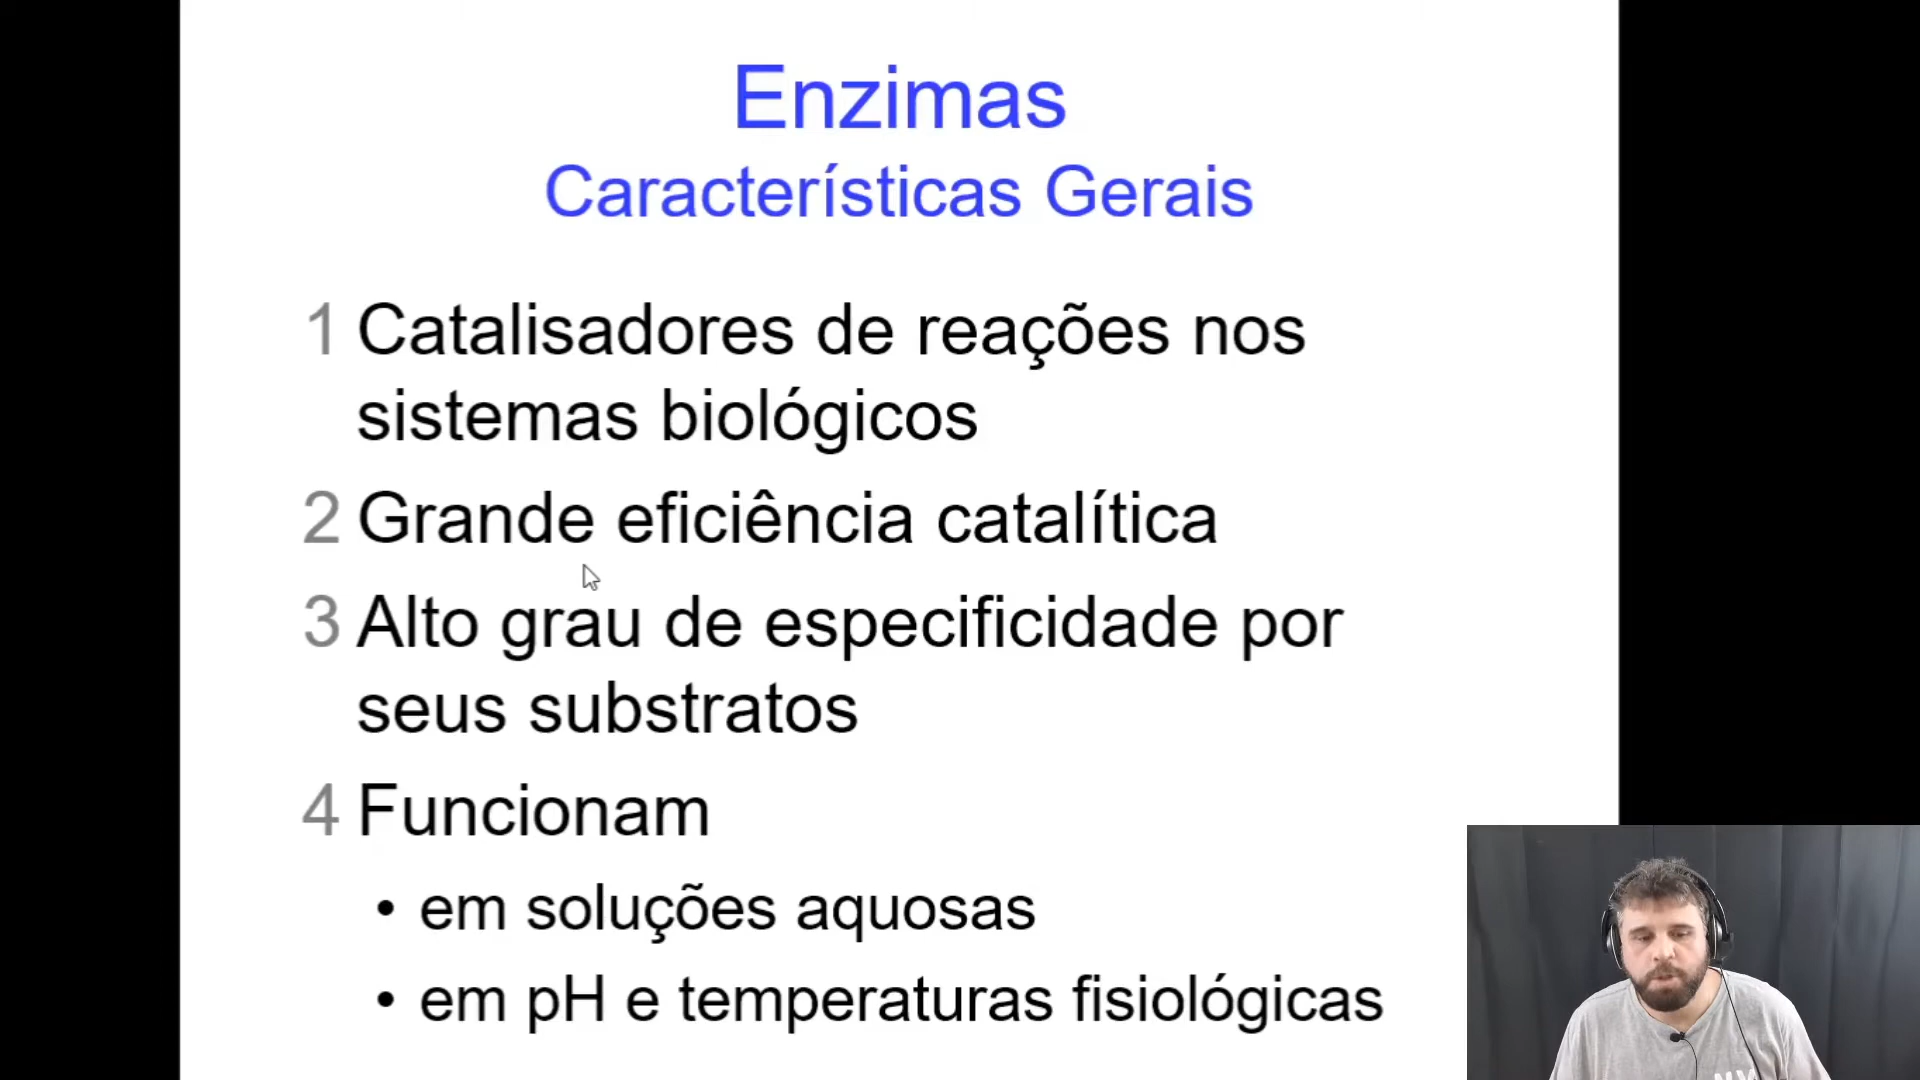 Enzimas
Características Gerais
1 Catalisadores de reações nos
sistemas biológicos
2 Grande eficiência catalítica
3 Alto grau de especificidade por
seus substratos
4 Funcionam
• em soluções aquosas
• em pH e temperaturas fisiológicas